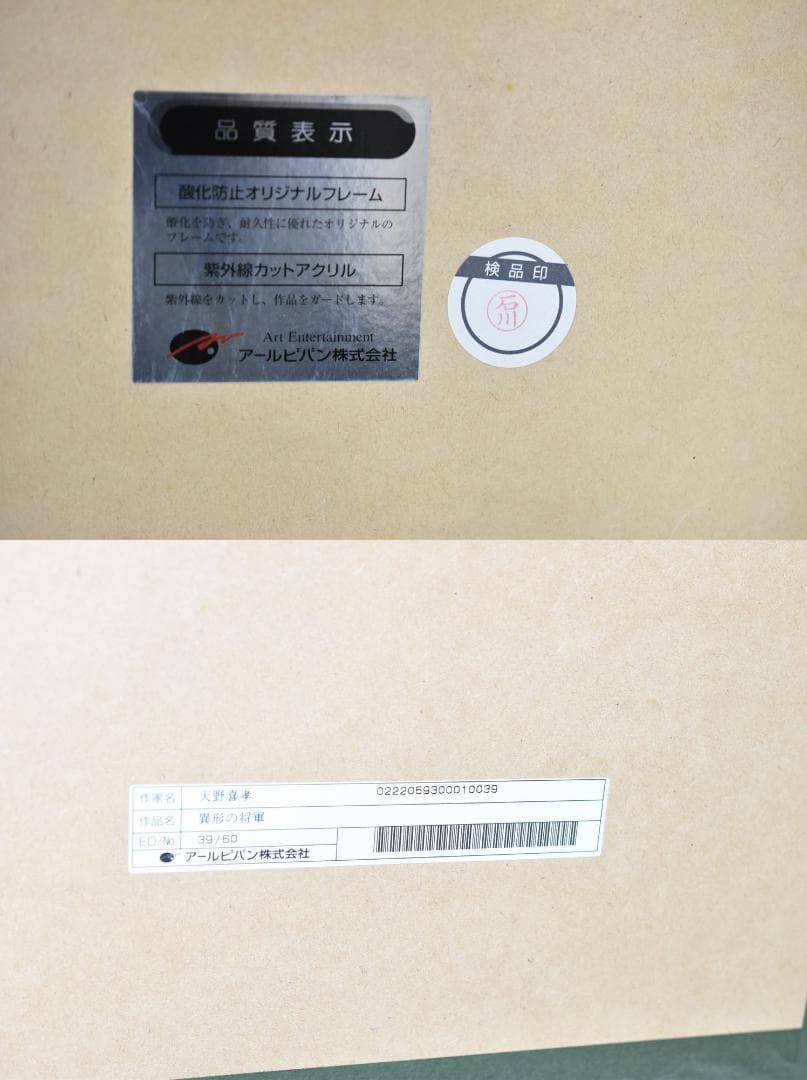 品質表示
酸化防止オリジナルフレーム
酸化を防ぎ、耐久性に優れたオリジナルの
フレームです。
紫外線カットアクリル
紫外線をカットし、作品をガードします。
Art Entertainment
アールビバン株式会社
検品印
石川
作家名 天野喜孝 0222059300010039
作品名 異形の将軍
ED/No. 39/60
アールビバン株式会社